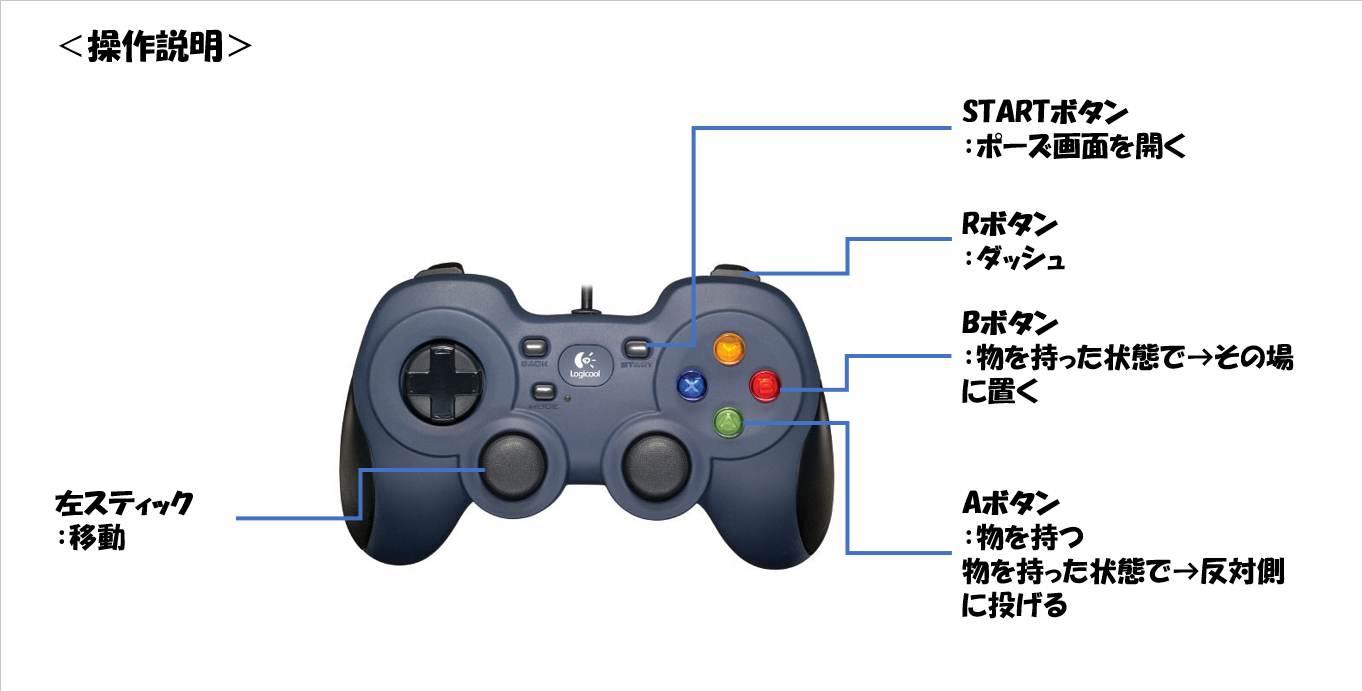 ＜操作説明＞
STARTボタン
：ポーズ画面を開く
Rボタン
：ダッシュ
Bボタン
：物を持った状態で→その場
に置く
BACK
START
Logicool
X
B
MODE
A
左スティック
：移動
Aボタン
：物を持つ
物を持った状態で→反対側
に投げる